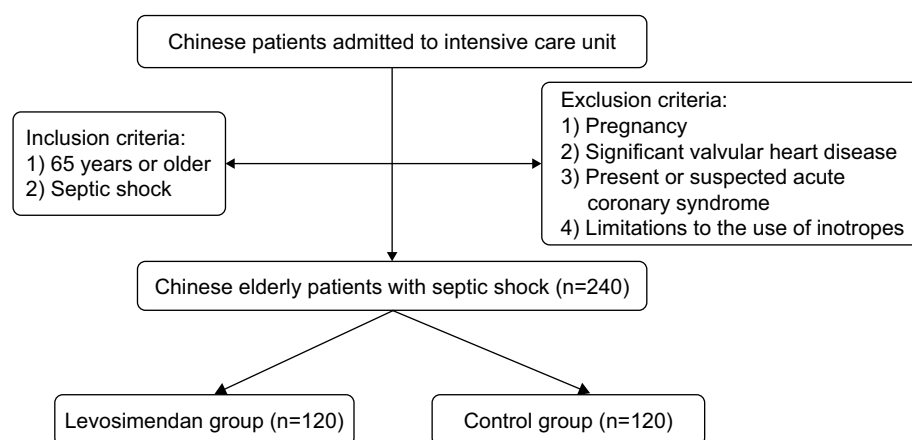 Chinese patients admitted to intensive care unit
Inclusion criteria:
1) 65 years or older
2) Septic shock
Exclusion criteria:
1) Pregnancy
2) Significant valvular heart disease
3) Present or suspected acute
coronary syndrome
4) Limitations to the use of inotropes
Chinese elderly patients with septic shock (n=240)
Levosimendan group (n=120)
Control group (n=120)